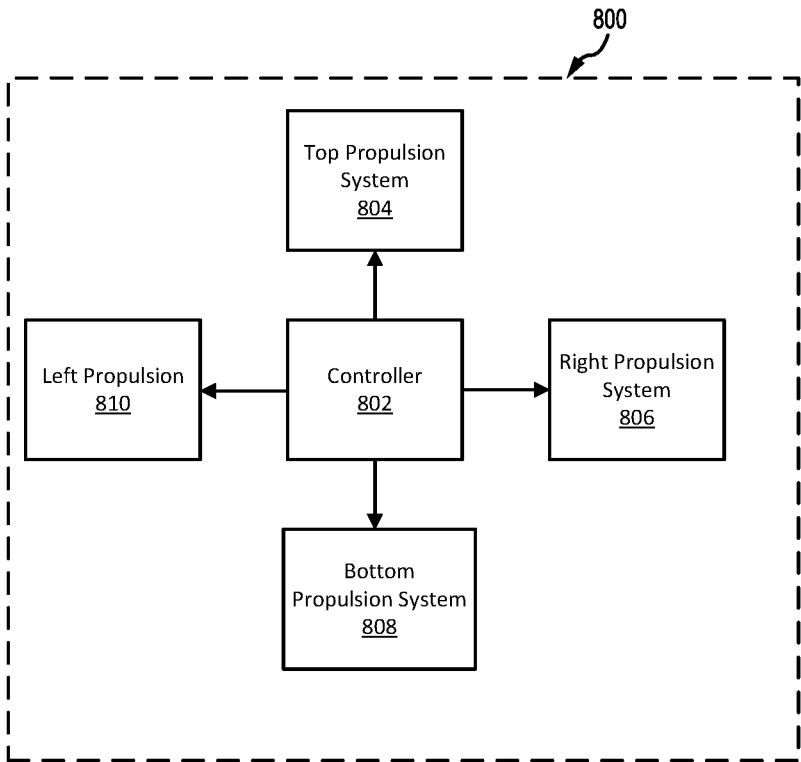 800
Top Propulsion
System
804
Left Propulsion
810
Controller
802
Right Propulsion
System
806
Bottom
Propulsion System
808